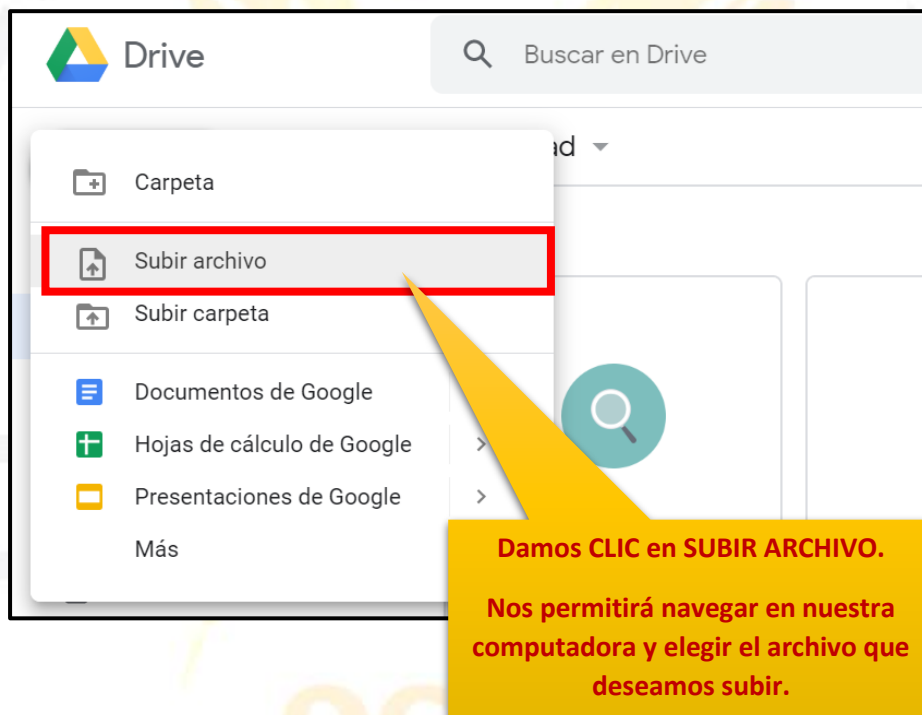 Drive
Buscar en Drive
ad
Carpeta
Subir archivo
Subir carpeta
Documentos de Google
Hojas de cálculo de Google
Presentaciones de Google
Más
Damos CLIC en SUBIR ARCHIVO.
Nos permitirá navegar en nuestra
computadora y elegir el archivo que
deseamos subir.